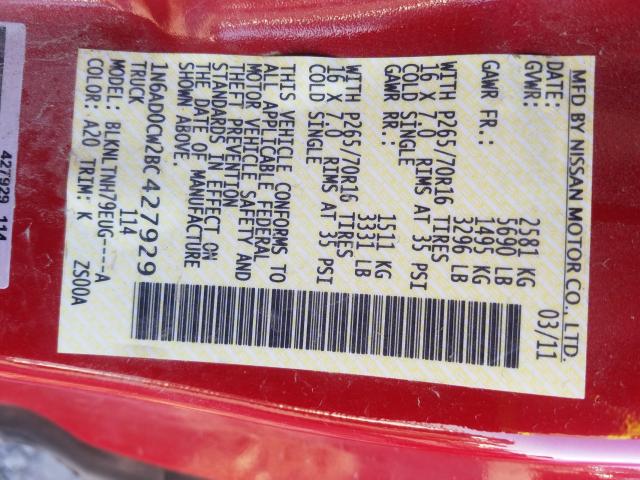 MFD BY NISSAN MOTOR CO., LTD.
DATE: 03/11
GVWR: 2581 KG
5690 LB
GAWR FR.: 1495 KG
3296 LB
WITH P265/70R16 TIRES
16 X 7.0 RIMS AT 35 PSI
COLD SINGLE
GAWR RR.: 1511 KG
3331 LB
WITH P265/70R16 TIRES
16 X 7.0 RIMS AT 35 PSI
COLD SINGLE
THIS VEHICLE CONFORMS TO
ALL APPLICABLE FEDERAL
MOTOR VEHICLE SAFETY AND
THEFT PREVENTION
STANDARDS IN EFFECT ON
THE DATE OF MANUFACTURE
SHOWN ABOVE.
1N6AD0CW2BC427929
TRUCK 114
MODEL: BLKNLTNH79EUG----A
COLOR: A20 TRIM: K ZS00A
427929 114